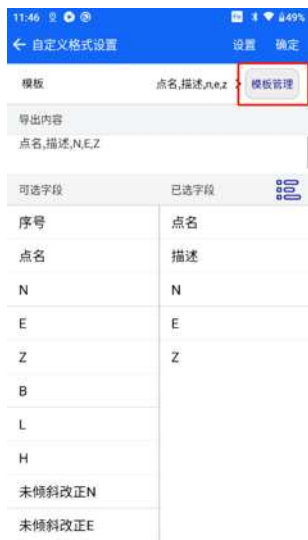 11:46
49%
自定义格式设置 设置 确定
模板 点名,描述,n,e,z 模板管理
导出内容
点名,描述,N,E,Z
可选字段 已选字段
序号 点名
点名 描述
N N
E E
Z Z
B
L
H
未倾斜改正N
未倾斜改正E